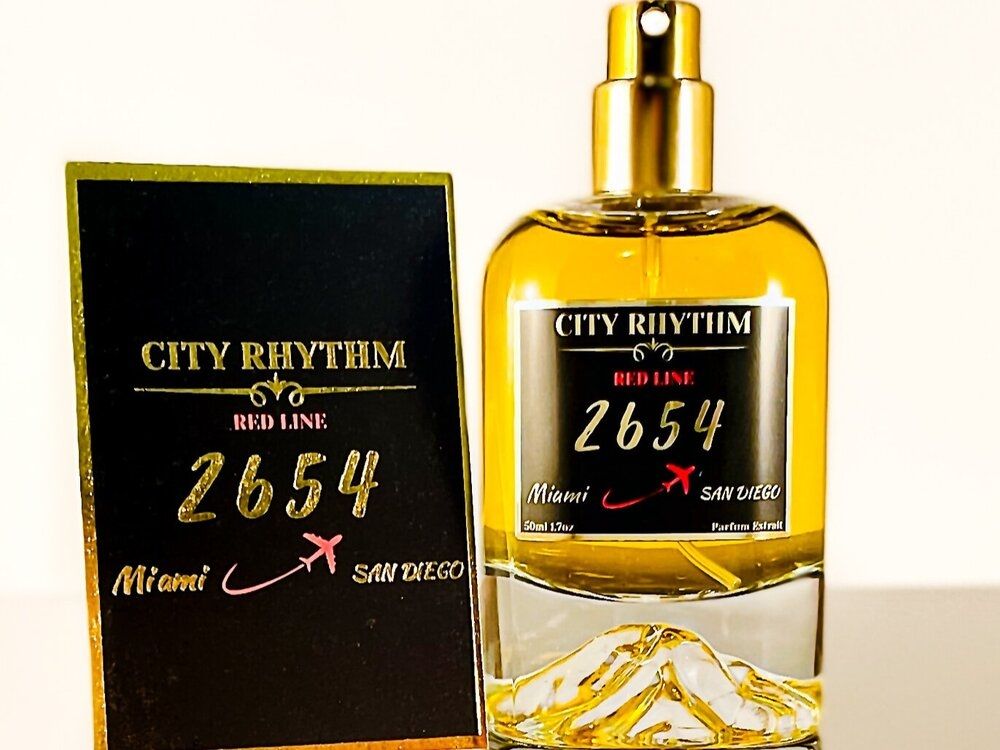 CITY RHYTHM
RED LINE
2654
Miami SAN DIEGO
CITY RHYTHM
RED LINE
2654
Miami SAN DIEGO
50ml 1.7oz Parfum Extrait